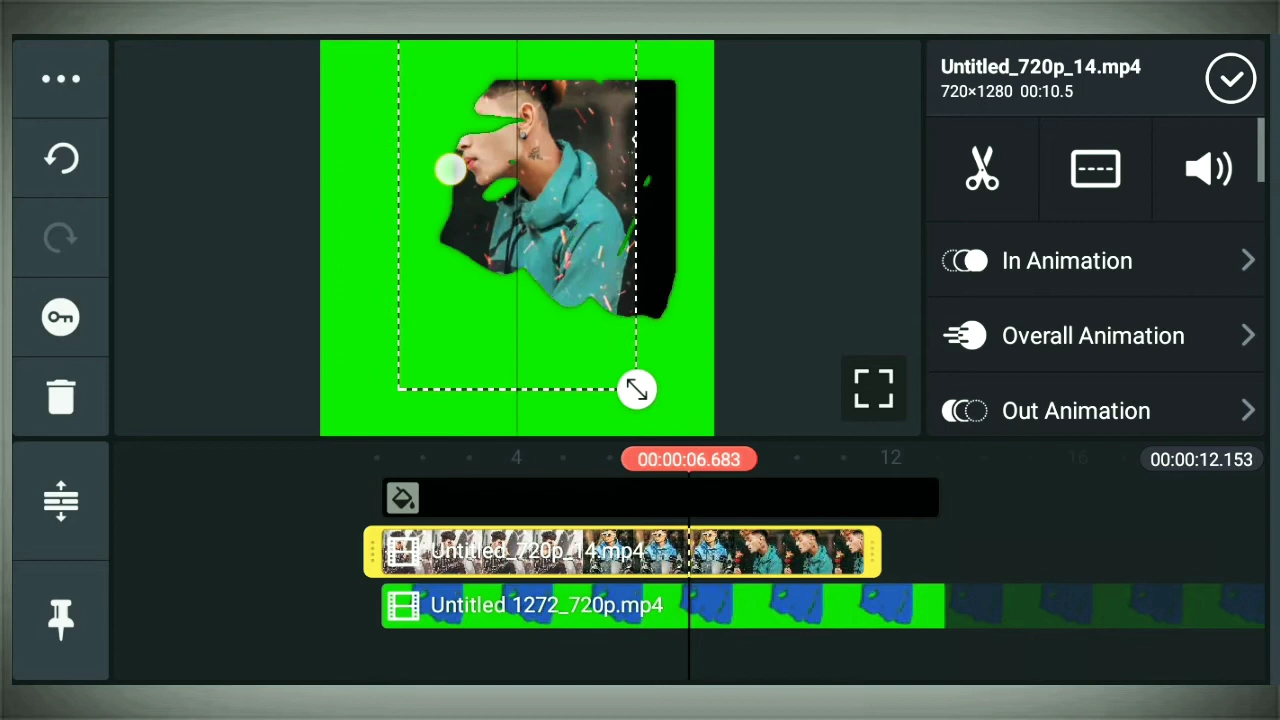 Untitled_720p_14.mp4
720×1280 00:10.5
In Animation
Overall Animation
Out Animation
4
00:00:06.683
12
16
00:00:12.153
Untitled_720p_14.mp4
Untitled 1272_720p.mp4